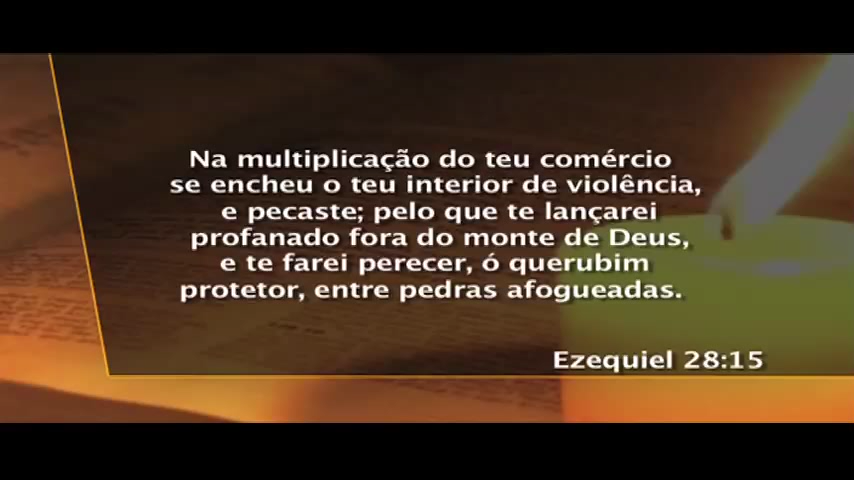 Na multiplicação do teu comércio
se encheu o teu interior de violência,
e pecaste; pelo que te lançarei
profanado fora do monte de Deus,
e te farei perecer, ó querubim
protetor, entre pedras afogueadas.
Ezequiel 28:15